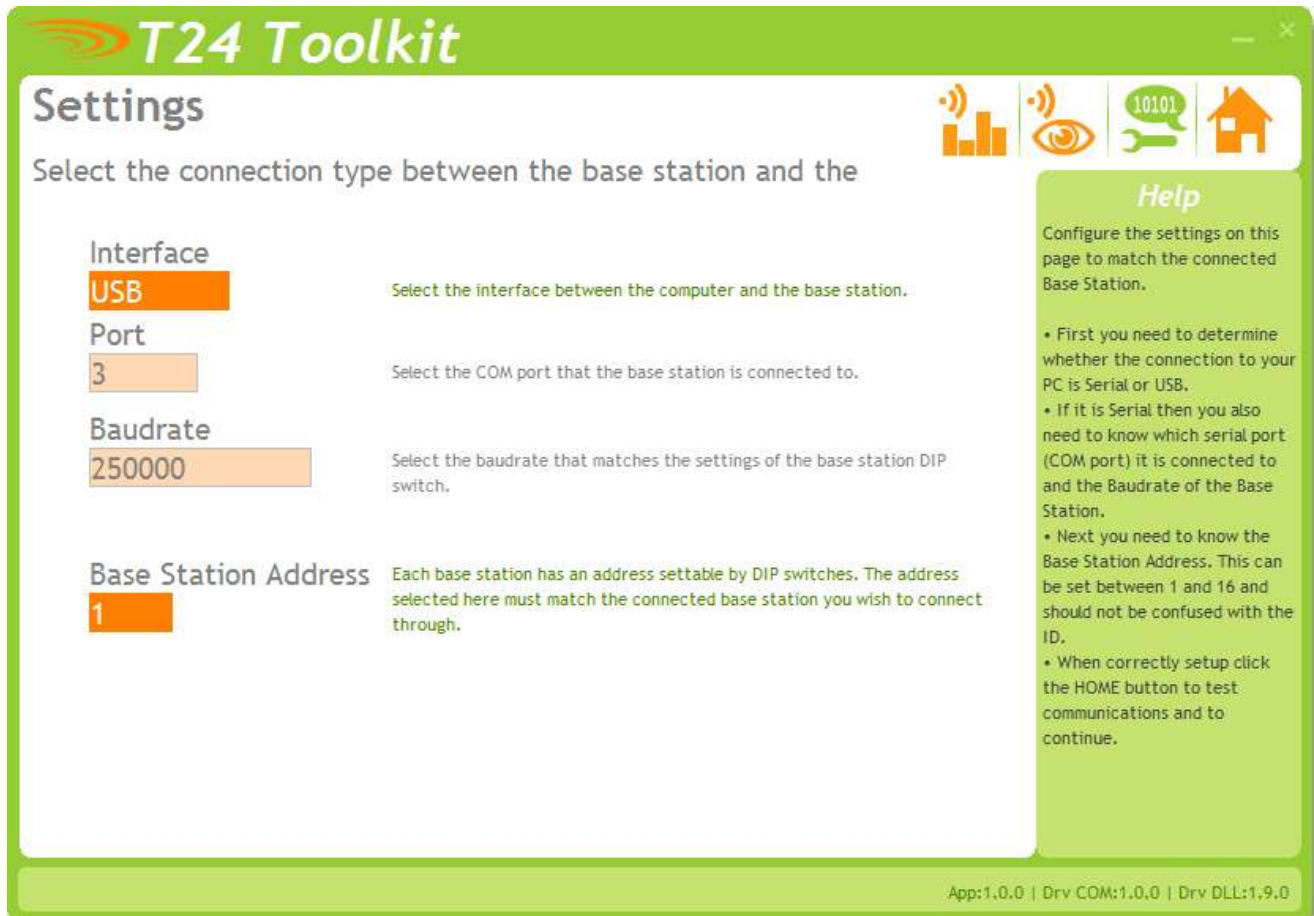 T24 Toolkit
Settings
10101
Select the connection type between the base station and the
Interface
USB
Select the interface between the computer and the base station.
Port
3
Select the COM port that the base station is connected to.
Baudrate
250000
Select the baudrate that matches the settings of the base station DIP
switch.
Base Station Address
1
Each base station has an address settable by DIP switches. The address
selected here must match the connected base station you wish to connect
through.
Help
Configure the settings on this
page to match the connected
Base Station.
• First you need to determine
whether the connection to your
PC is Serial or USB.
• If it is Serial then you also
need to know which serial port
(COM port) it is connected to
and the Baudrate of the Base
Station.
• Next you need to know the
Base Station Address. This can
be set between 1 and 16 and
should not be confused with the
ID.
• When correctly setup click
the HOME button to test
communications and to
continue.
App:1.0.0 | Drv COM:1.0.0 | Drv DLL:1.9.0